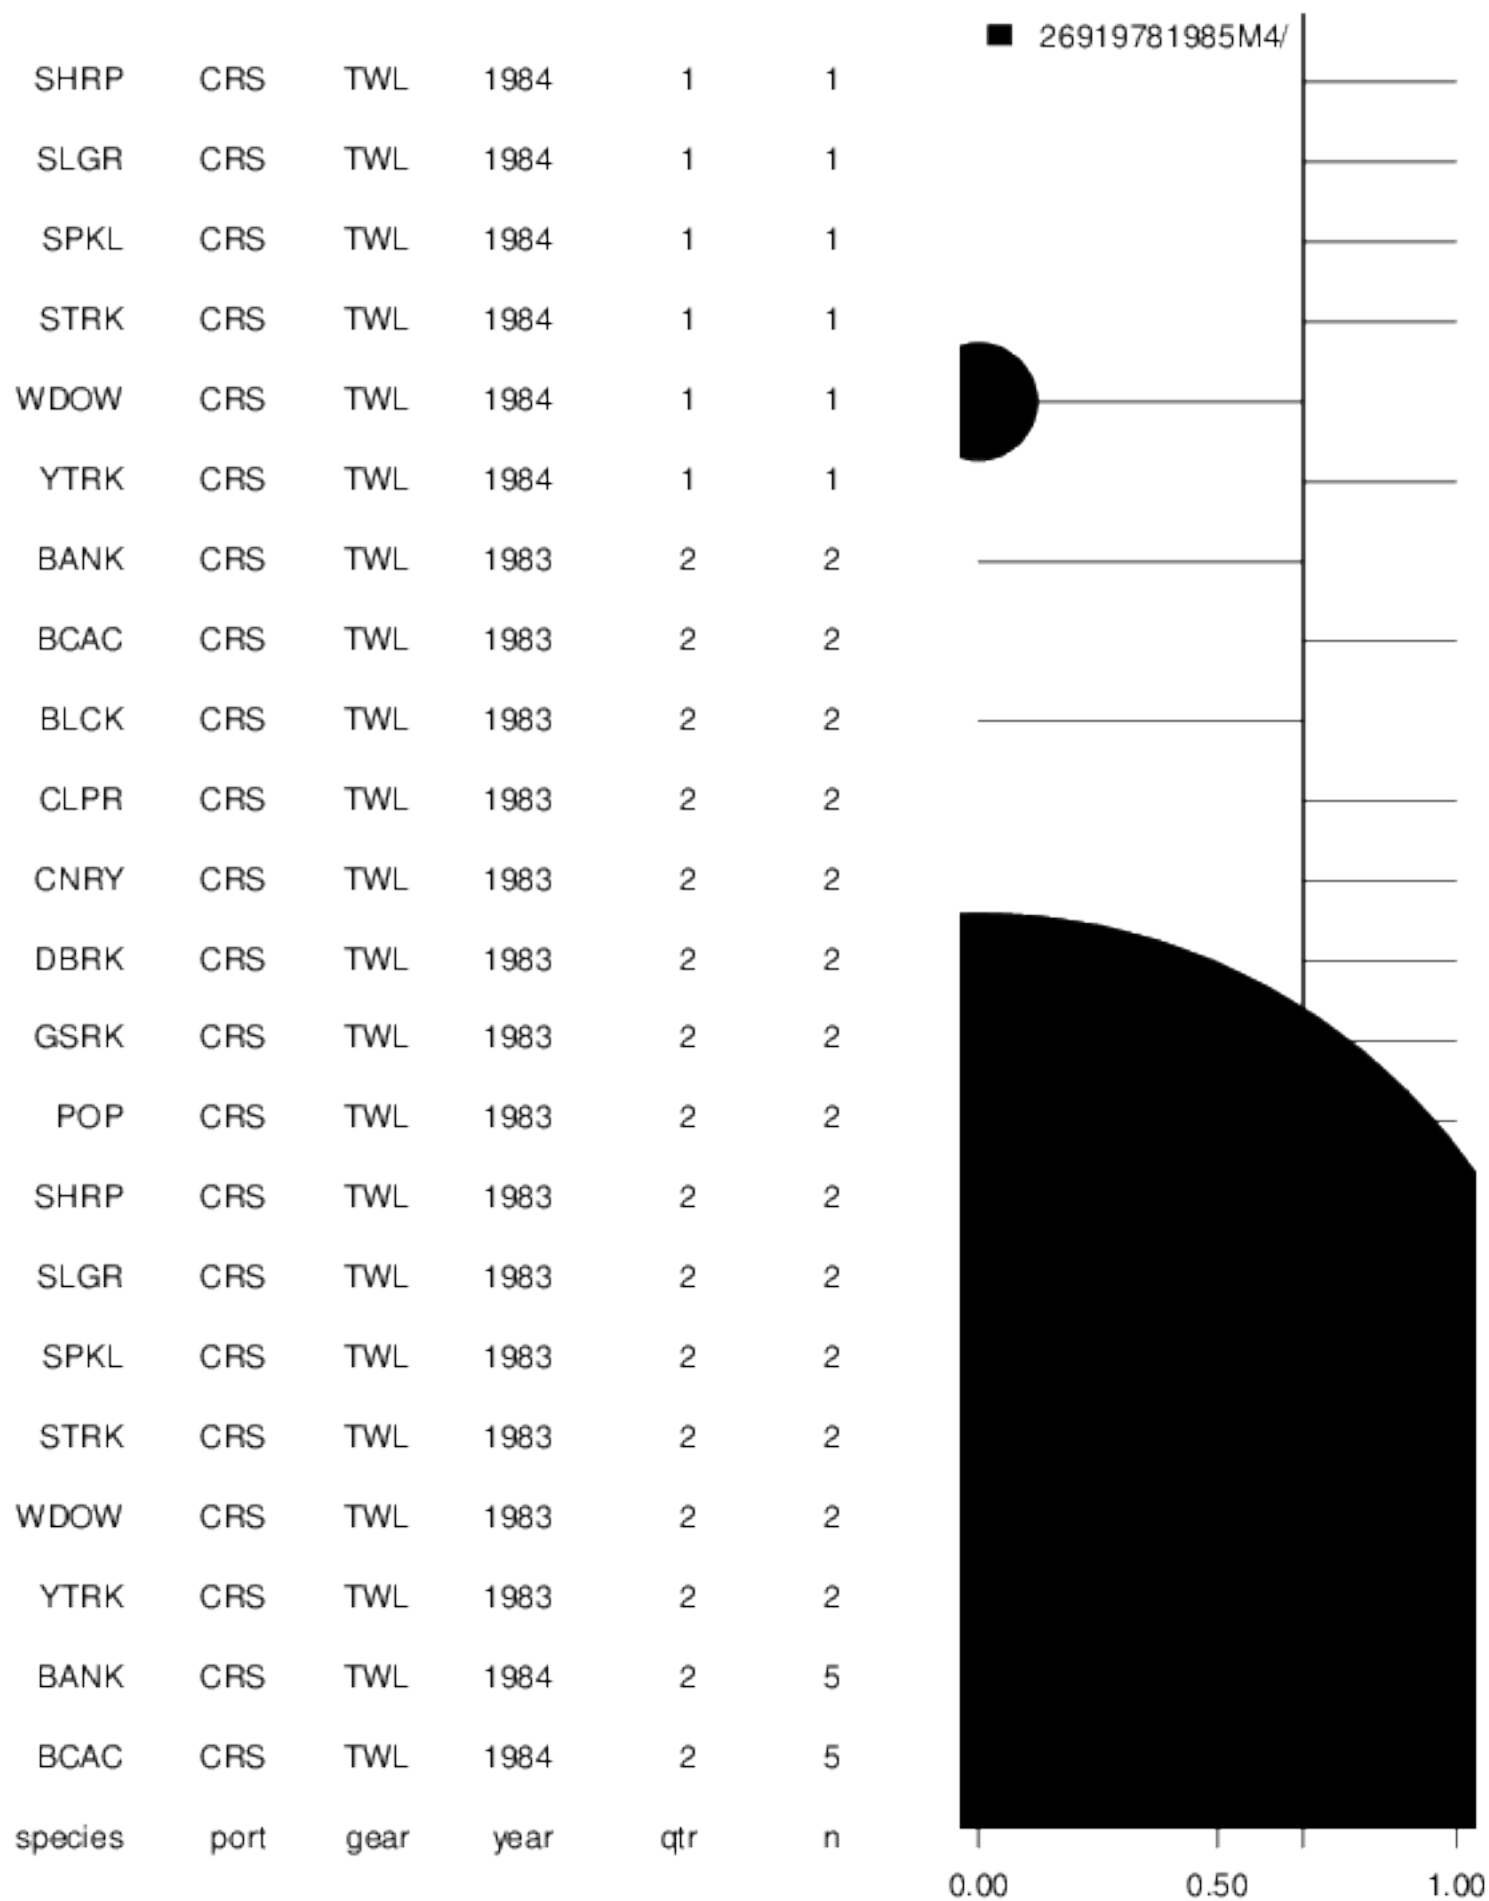 26919781985M4/
SHRP CRS TWL 1984 1 1
SLGR CRS TWL 1984 1 1
SPKL CRS TWL 1984 1 1
STRK CRS TWL 1984 1 1
WDOW CRS TWL 1984 1 1
YTRK CRS TWL 1984 1 1
BANK CRS TWL 1983 2 2
BCAC CRS TWL 1983 2 2
BLCK CRS TWL 1983 2 2
CLPR CRS TWL 1983 2 2
CNRY CRS TWL 1983 2 2
DBRK CRS TWL 1983 2 2
GSRK CRS TWL 1983 2 2
POP CRS TWL 1983 2 2
SHRP CRS TWL 1983 2 2
SLGR CRS TWL 1983 2 2
SPKL CRS TWL 1983 2 2
STRK CRS TWL 1983 2 2
WDOW CRS TWL 1983 2 2
YTRK CRS TWL 1983 2 2
BANK CRS TWL 1984 2 5
BCAC CRS TWL 1984 2 5
species port gear year qtr n
0.00 0.50 1.00